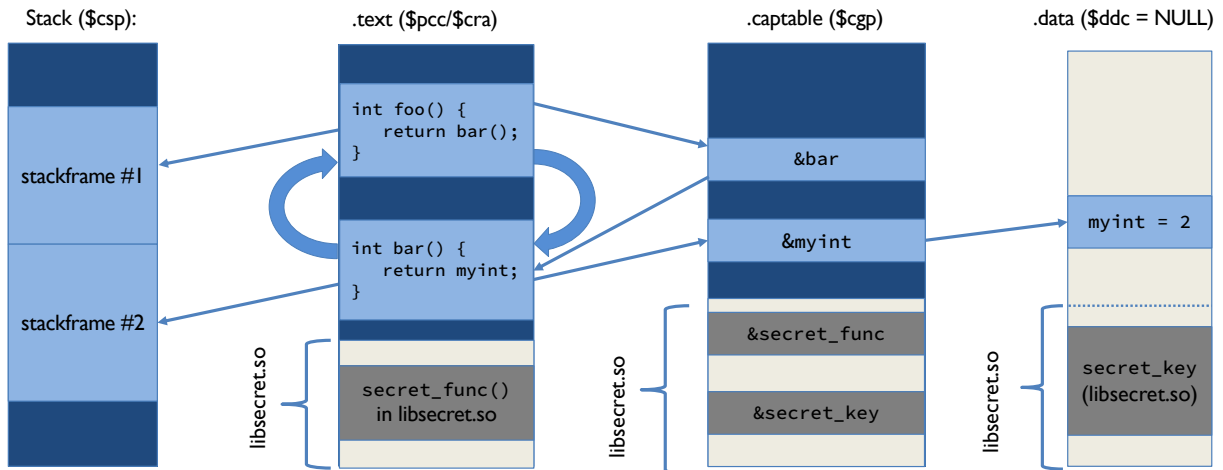 Stack ($csp):
.text ($pcc/$cra)
.captable ($cgp)
.data ($ddc = NULL)
stackframe #1
stackframe #2
int foo() {
return bar();
}
int bar() {
return myint;
}
libsecret.so
secret_func()
in libsecret.so
&bar
&myint
libsecret.so
&secret_func
&secret_key
myint = 2
libsecret.so
secret_key
(libsecret.so)